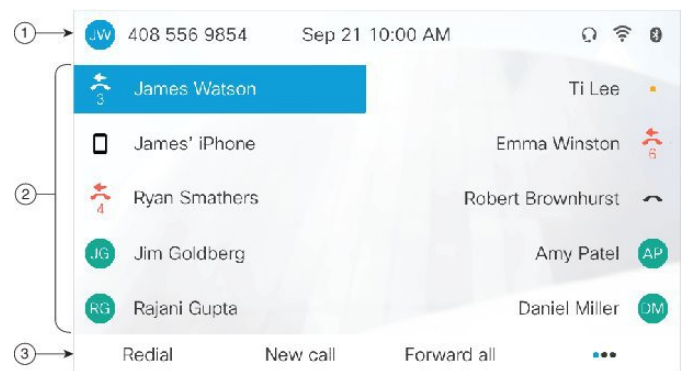 1 JW 408 556 9854 Sep 21 10:00 AM
3 James Watson Ti Lee
2 James' iPhone Emma Winston 6
4 Ryan Smathers Robert Brownhurst
JG Jim Goldberg Amy Patel AP
RG Rajani Gupta Daniel Miller DM
3 Redial New call Forward all